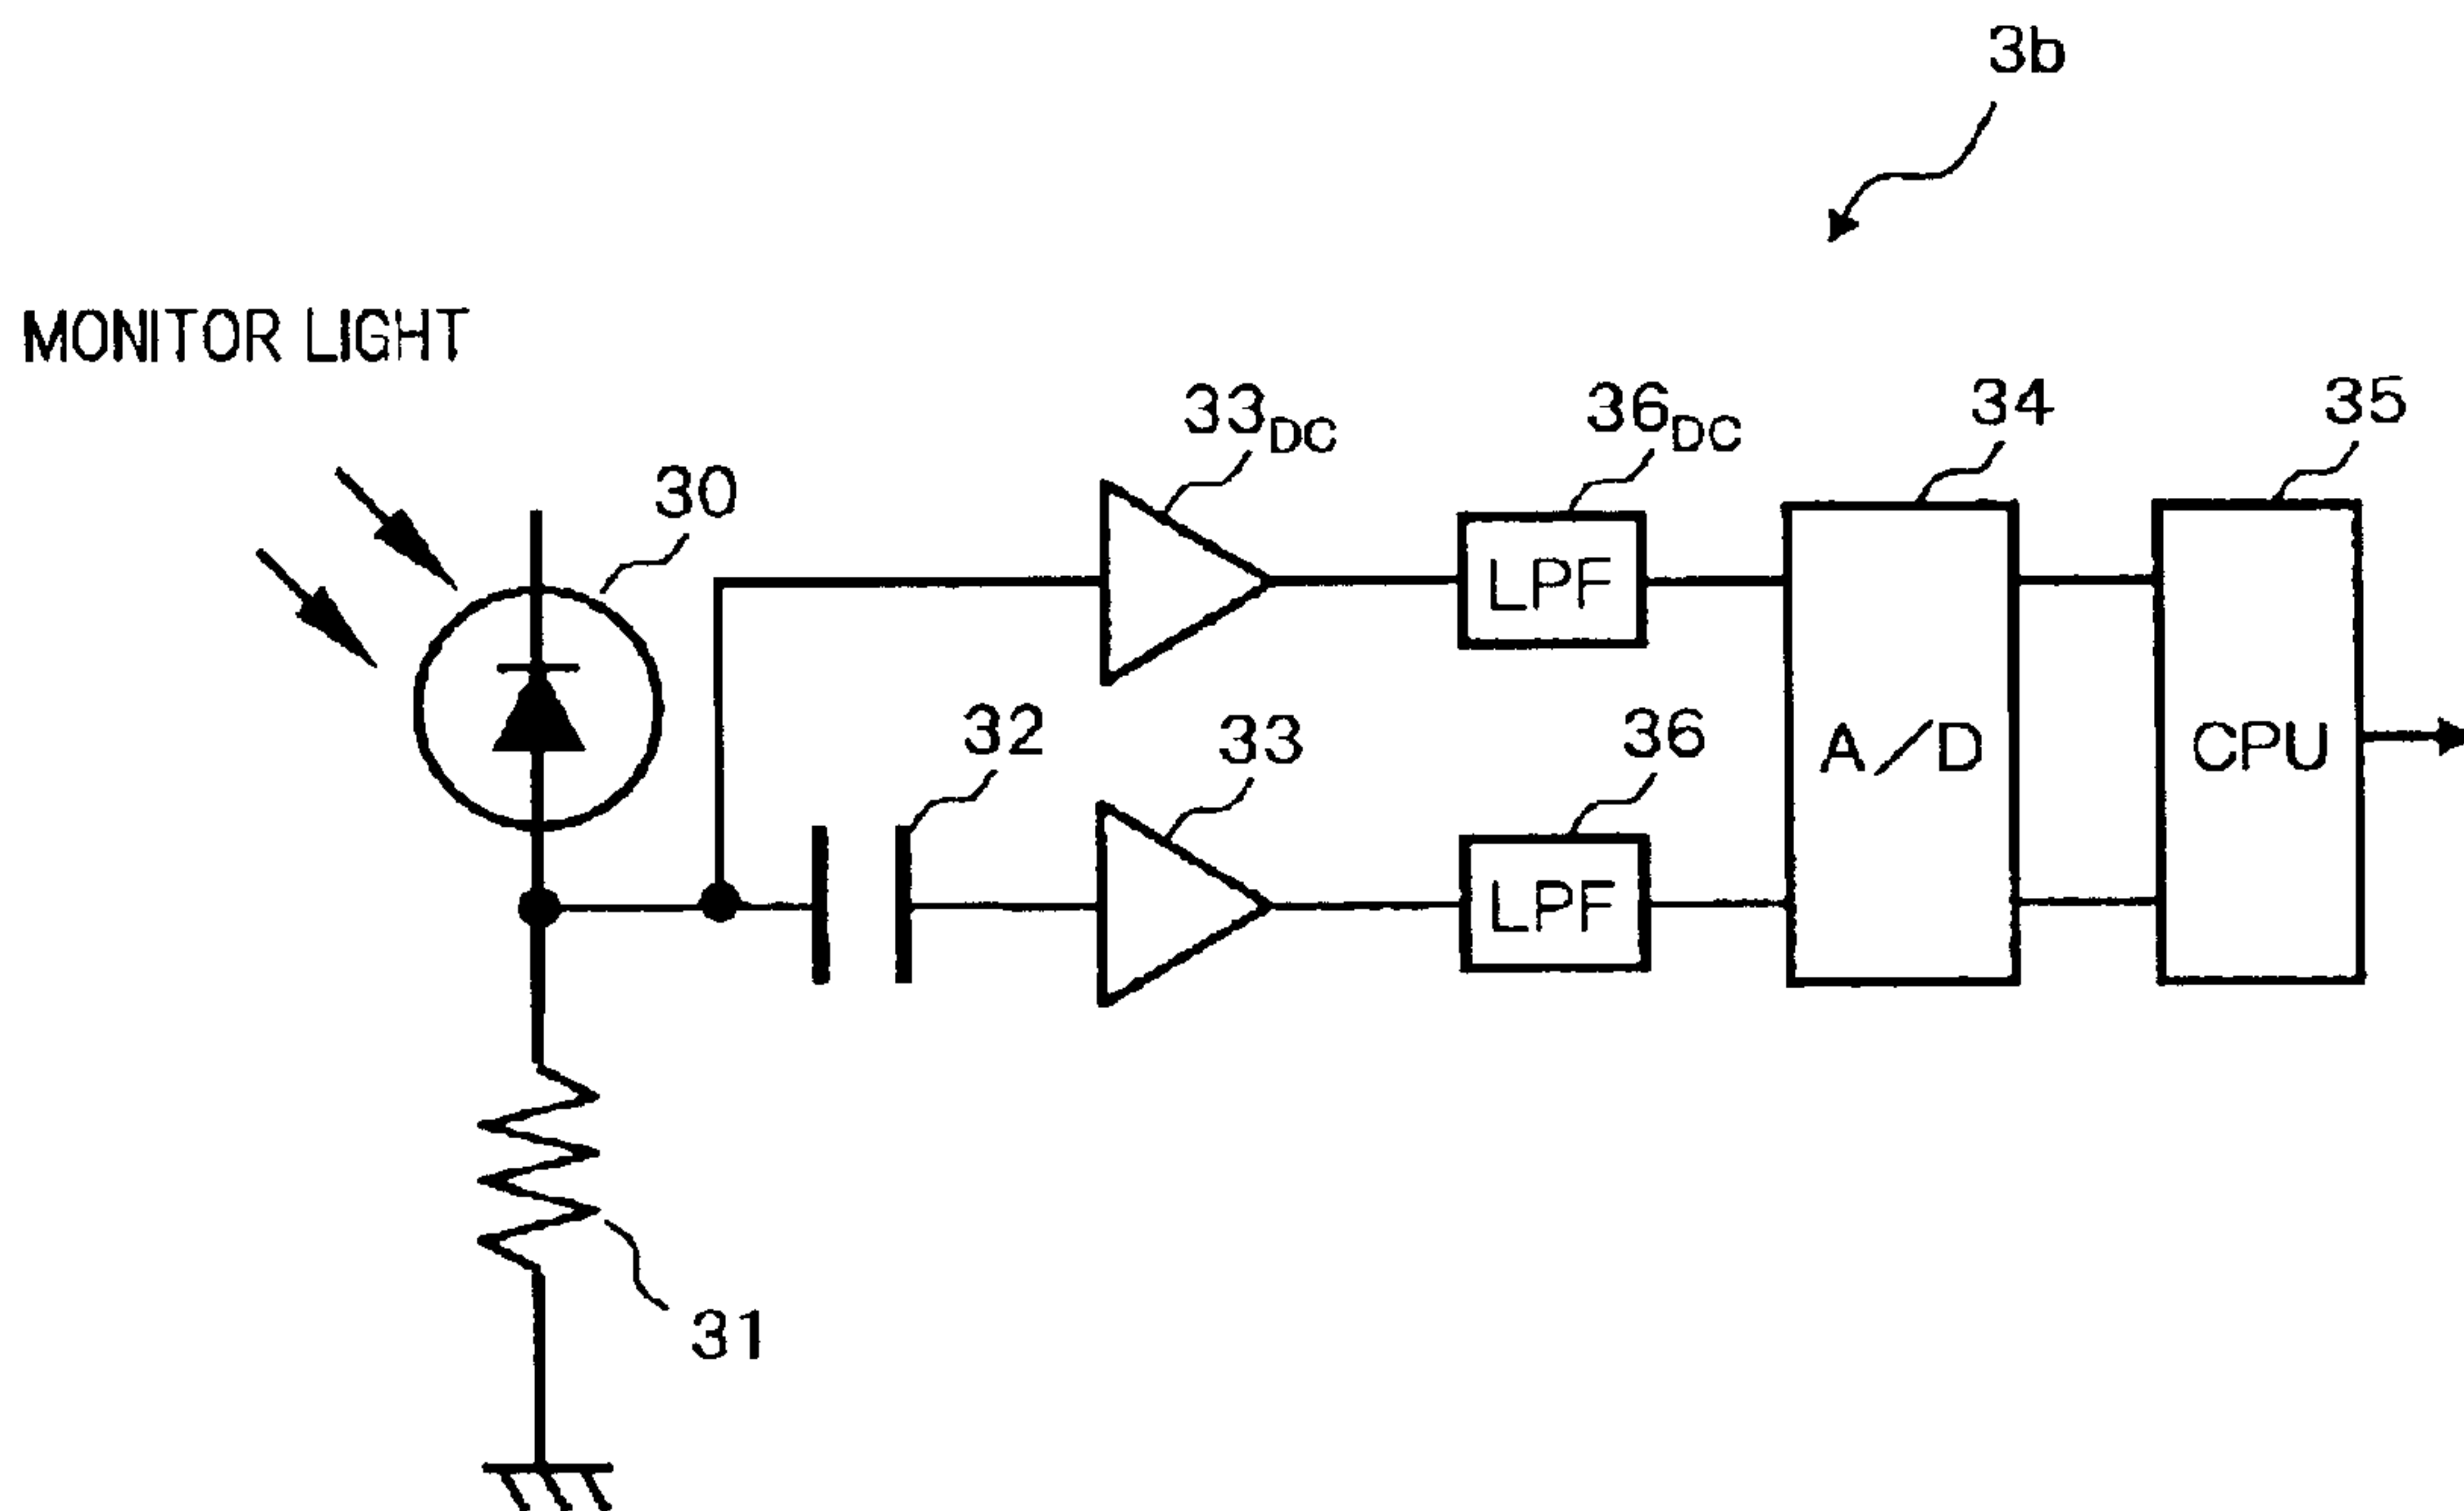 3b
MONITOR LIGHT
33DC
36DC
34
35
30
LPF
32
33
36
A/D
CPU
LPF
31